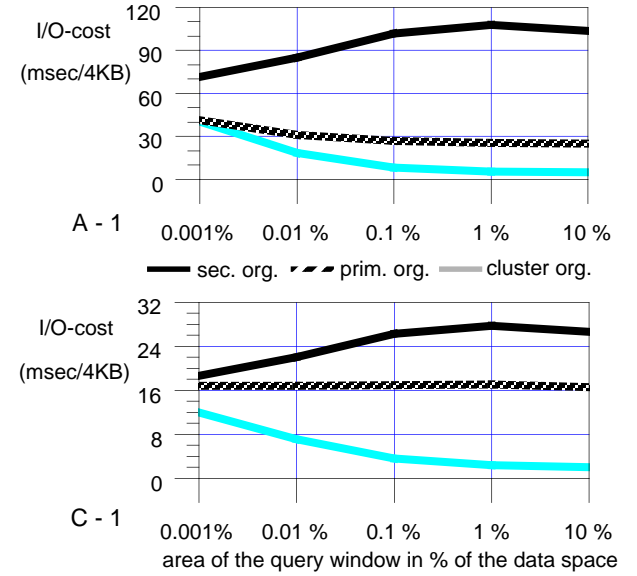 120
I/O-cost
90
(msec/4KB)
60
30
0
A - 1
0.001% 0.01 % 0.1 % 1 % 10 %
sec. org. prim. org. cluster org.
32
I/O-cost
24
(msec/4KB)
16
8
0
C - 1
0.001% 0.01 % 0.1 % 1 % 10 %
area of the query window in % of the data space